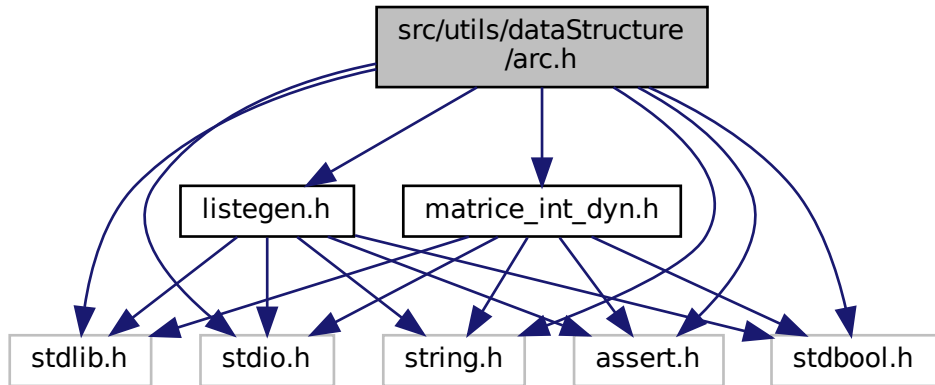 src/utils/dataStructure
/arc.h
listegen.h
matrice_int_dyn.h
stdlib.h
stdio.h
string.h
assert.h
stdbool.h